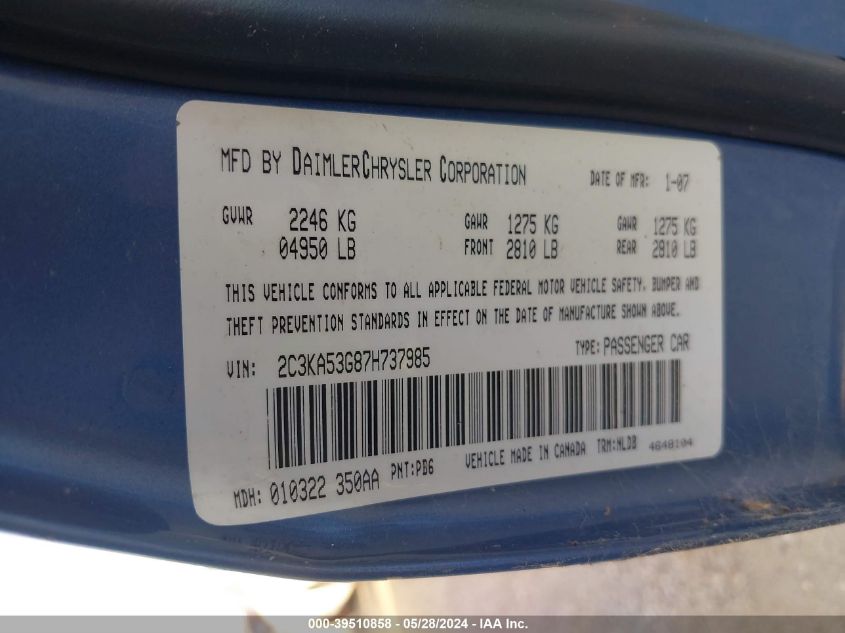 MFD BY DAIMLERCHRYSLER CORPORATION DATE OF MFR: 1-07
GVWR 2246 KG GAWR 1275 KG GAWR 1275 KG
04950 LB FRONT 2810 LB REAR 2810 LB
THIS VEHICLE CONFORMS TO ALL APPLICABLE FEDERAL MOTOR VEHICLE SAFETY, BUMPER AND
THEFT PREVENTION STANDARDS IN EFFECT ON THE DATE OF MANUFACTURE SHOWN ABOVE.
VIN: 2C3KA53G87H737985 TYPE: PASSENGER CAR
MDH: 010322 350AA PNT: PB6 VEHICLE MADE IN CANADA TRM: NLDB 4648104
© - 39510858 - 05/28/2024 - IAA Inc.